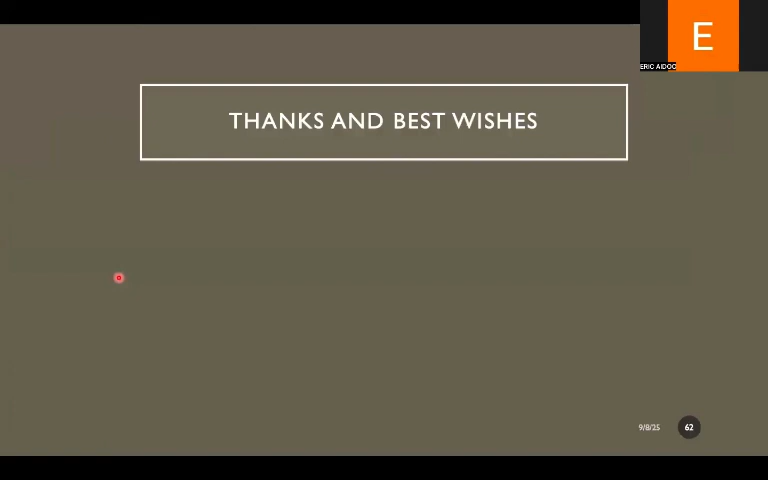 E
ERIC AIDOO
THANKS AND BEST WISHES
9/8/25
62